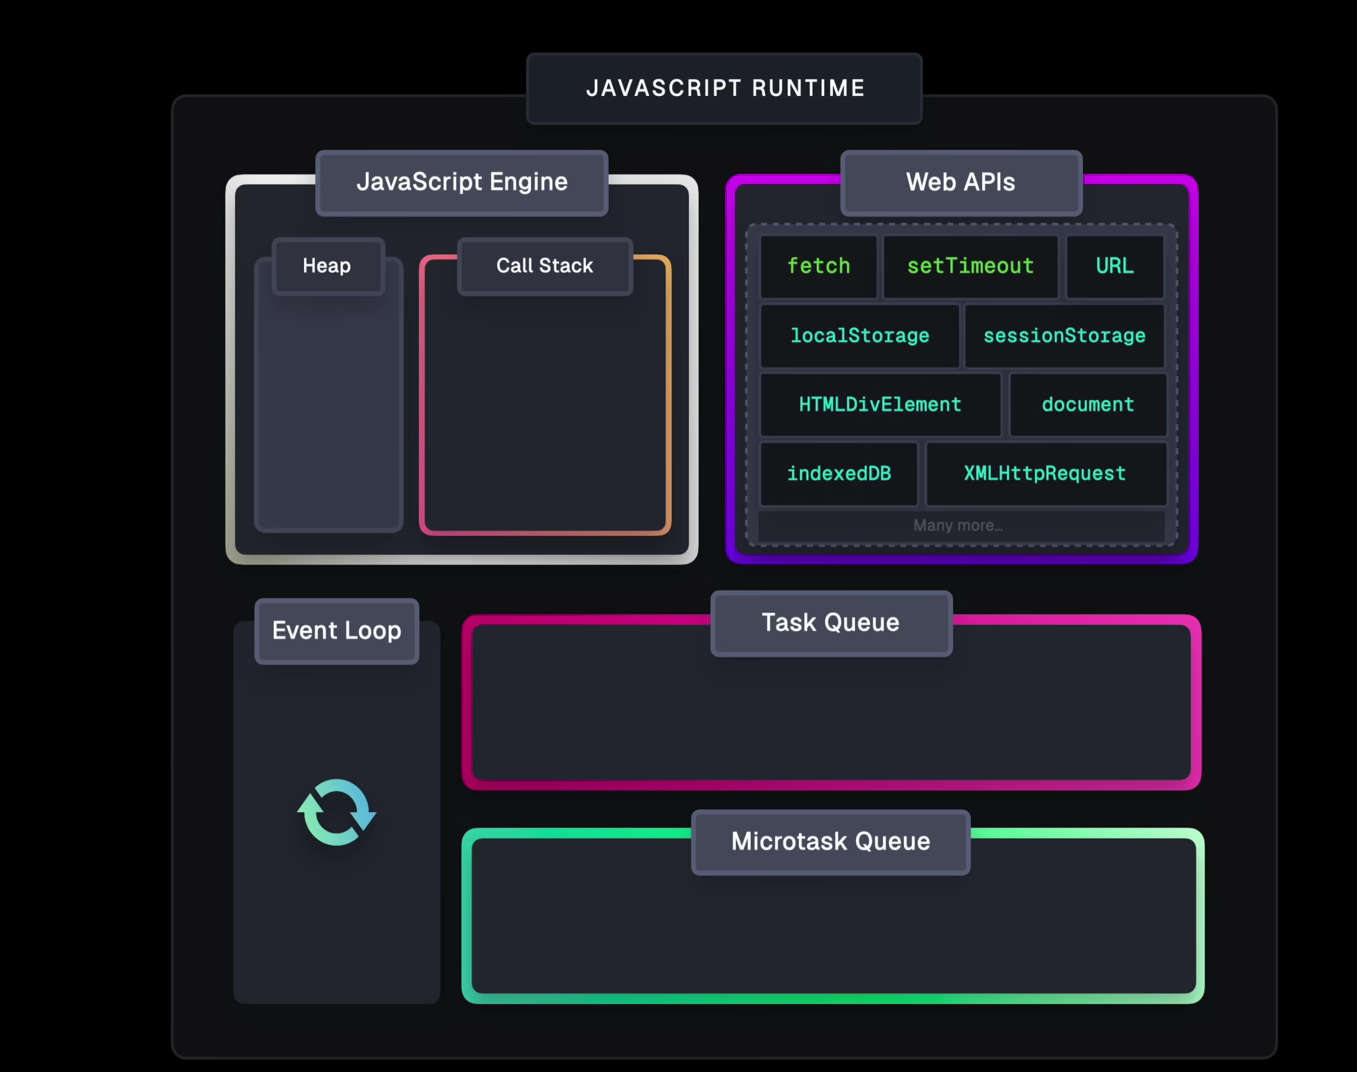 JAVASCRIPT RUNTIME
JavaScript Engine
Heap
Call Stack
Web APIs
fetch
setTimeout
URL
localStorage
sessionStorage
HTMLDivElement
document
indexedDB
XMLHttpRequest
Many more...
Event Loop
Task Queue
Microtask Queue